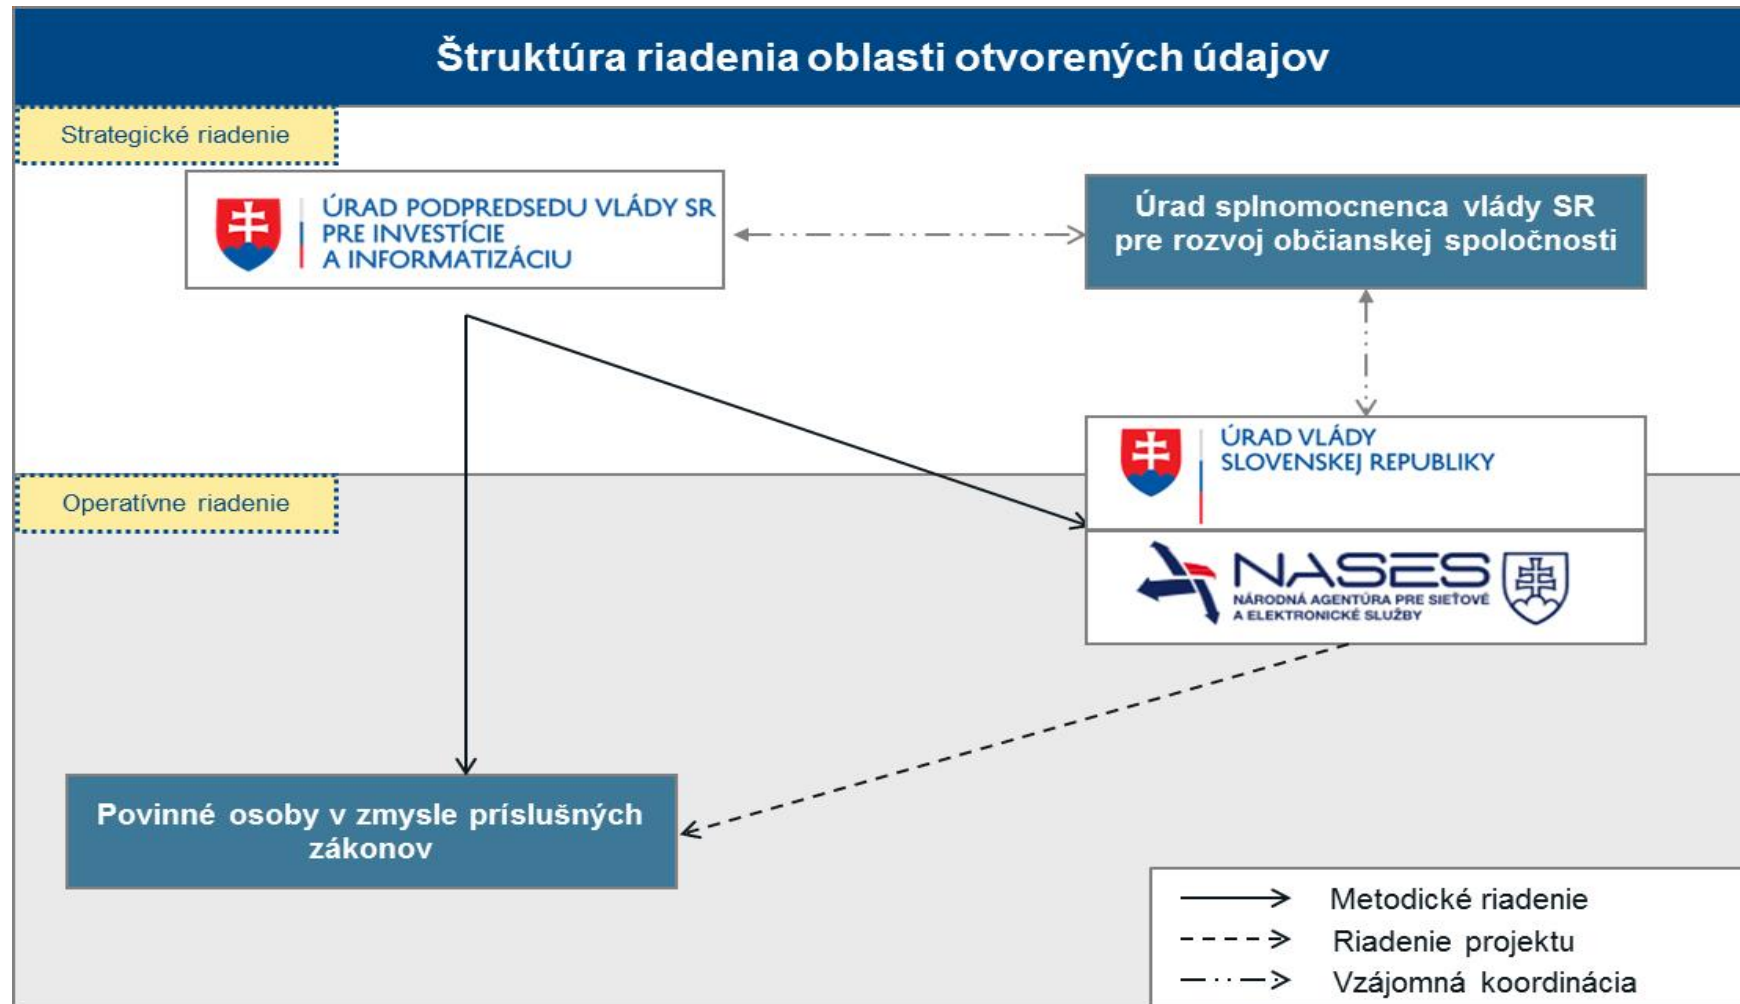 Štruktúra riadenia oblasti otvorených údajov
Strategické riadenie
ÚRAD PODPREDSEDU VLÁDY SR
PRE INVESTÍCIE
A INFORMATIZÁCIU
Úrad splnomocnenca vlády SR
pre rozvoj občianskej spoločnosti
ÚRAD VLÁDY
SLOVENSKEJ REPUBLIKY
Operatívne riadenie
NASES
NÁRODNÁ AGENTÚRA PRE SIEŤOVÉ
A ELEKTRONICKÉ SLUŽBY
Povinné osoby v zmysle príslušných
zákonov
Metodické riadenie
Riadenie projektu
Vzájomná koordinácia